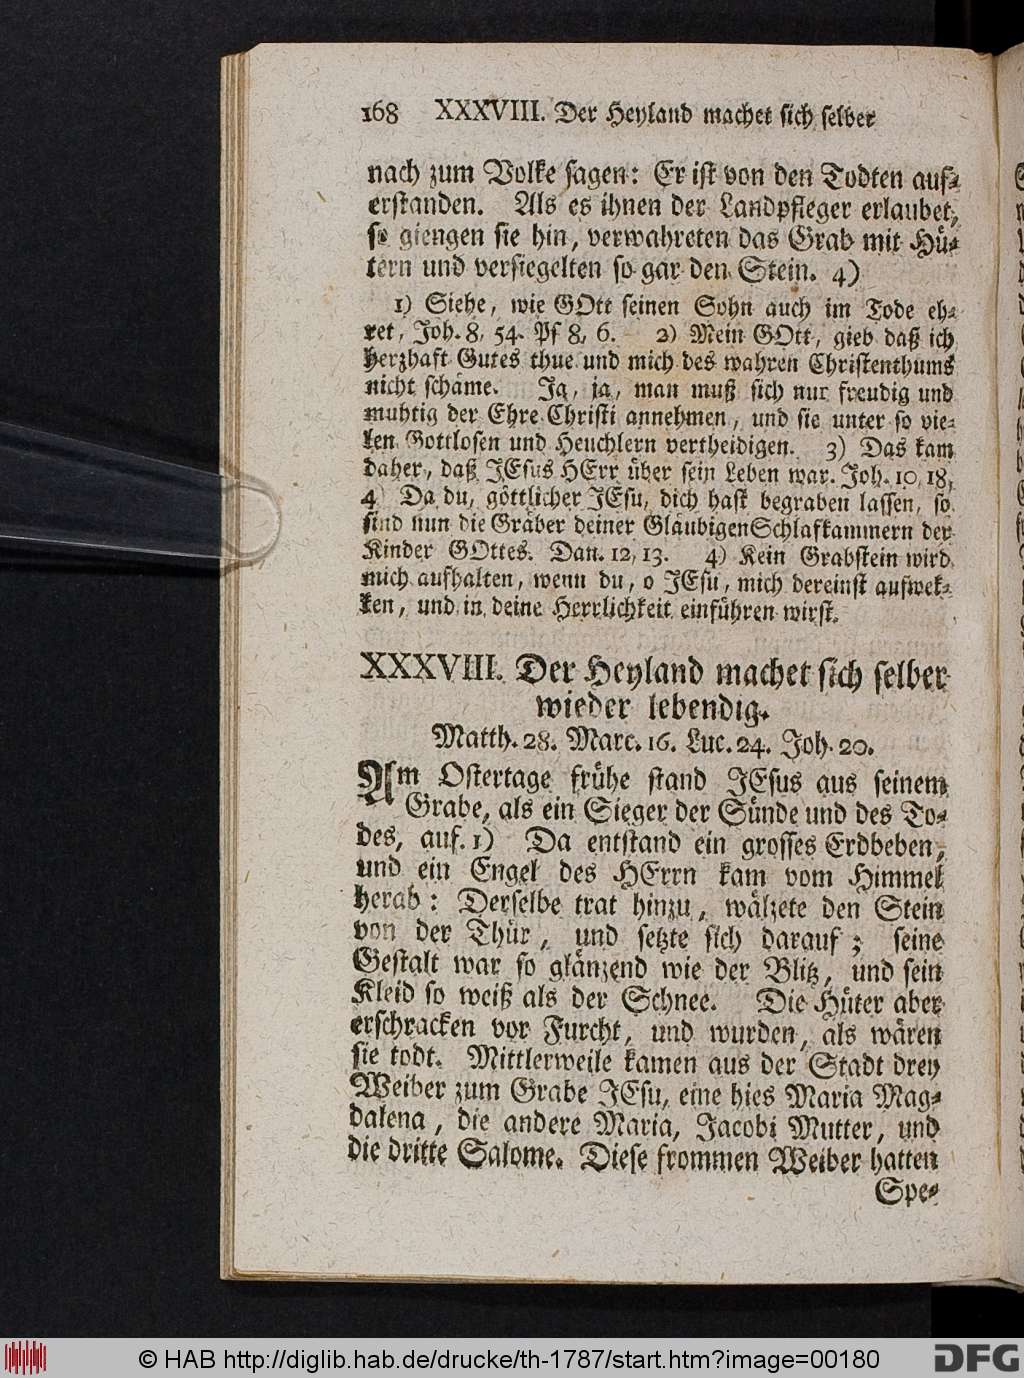 168 XXXVIII. Der Heyland machet sich selber
nach zum Volke sagen: Er ist von den Todten auf-
erstanden. Als es ihnen der Landpfleger erlaubet,
so giengen sie hin, verwahreten das Grab mit Hü-
tern und versiegelten so gar den Stein. 4)
1) Siehe, wie GOtt seinen Sohn auch im Tode eh-
ret, Joh. 8, 54. Ps 8, 6. 2) Mein GOtt, gieb daß ich
herzhaft Gutes thue und mich des wahren Christenthums
nicht schäme. Ja, ja, man muß sich nur freudig und
muhtig der Ehre Christi annehmen, und sie unter so vie-
len Gottlosen und Heuchlern vertheidigen. 3) Das kam
daher, daß JEsus HErr über sein Leben war. Joh. 10, 18,
4) Da du, göttlicher JEsu, dich hast begraben lassen, so
sind nun die Gräber deiner Gläubigen Schlafkammern der
Kinder GOttes. Dan. 12, 13. 4) Kein Grabstein wird
mich aufhalten, wenn du, o JEsu, mich dereinst aufwek-
ken, und in deine Herrlichkeit einführen wirst.
XXXVIII. Der Heyland machet sich selber
wieder lebendig.
Matth. 28. Marc. 16. Luc. 24. Joh. 20.
Am Ostertage frühe stand JEsus aus seinem
Grabe, als ein Sieger der Sünde und des To-
des, auf. 1) Da entstand ein grosses Erdbeben,
und ein Engel des HErrn kam vom Himmel
herab: Derselbe trat hinzu, wälzete den Stein
von der Thür, und setzte sich darauf; seine
Gestalt war so glänzend wie der Blitz, und sein
Kleid so weiß als der Schnee. Die Hüter aber
erschracken vor Furcht, und wurden, als wären
sie todt. Mittlerweile kamen aus der Stadt drey
Weiber zum Grabe JEsu, eine hies Maria Mag-
dalena, die andere Maria, Jacobi Mutter, und
die dritte Salome. Diese frommen Weiber hatten
Spe-
© HAB http://diglib.hab.de/drucke/th-1787/start.htm?image=00180
DFG